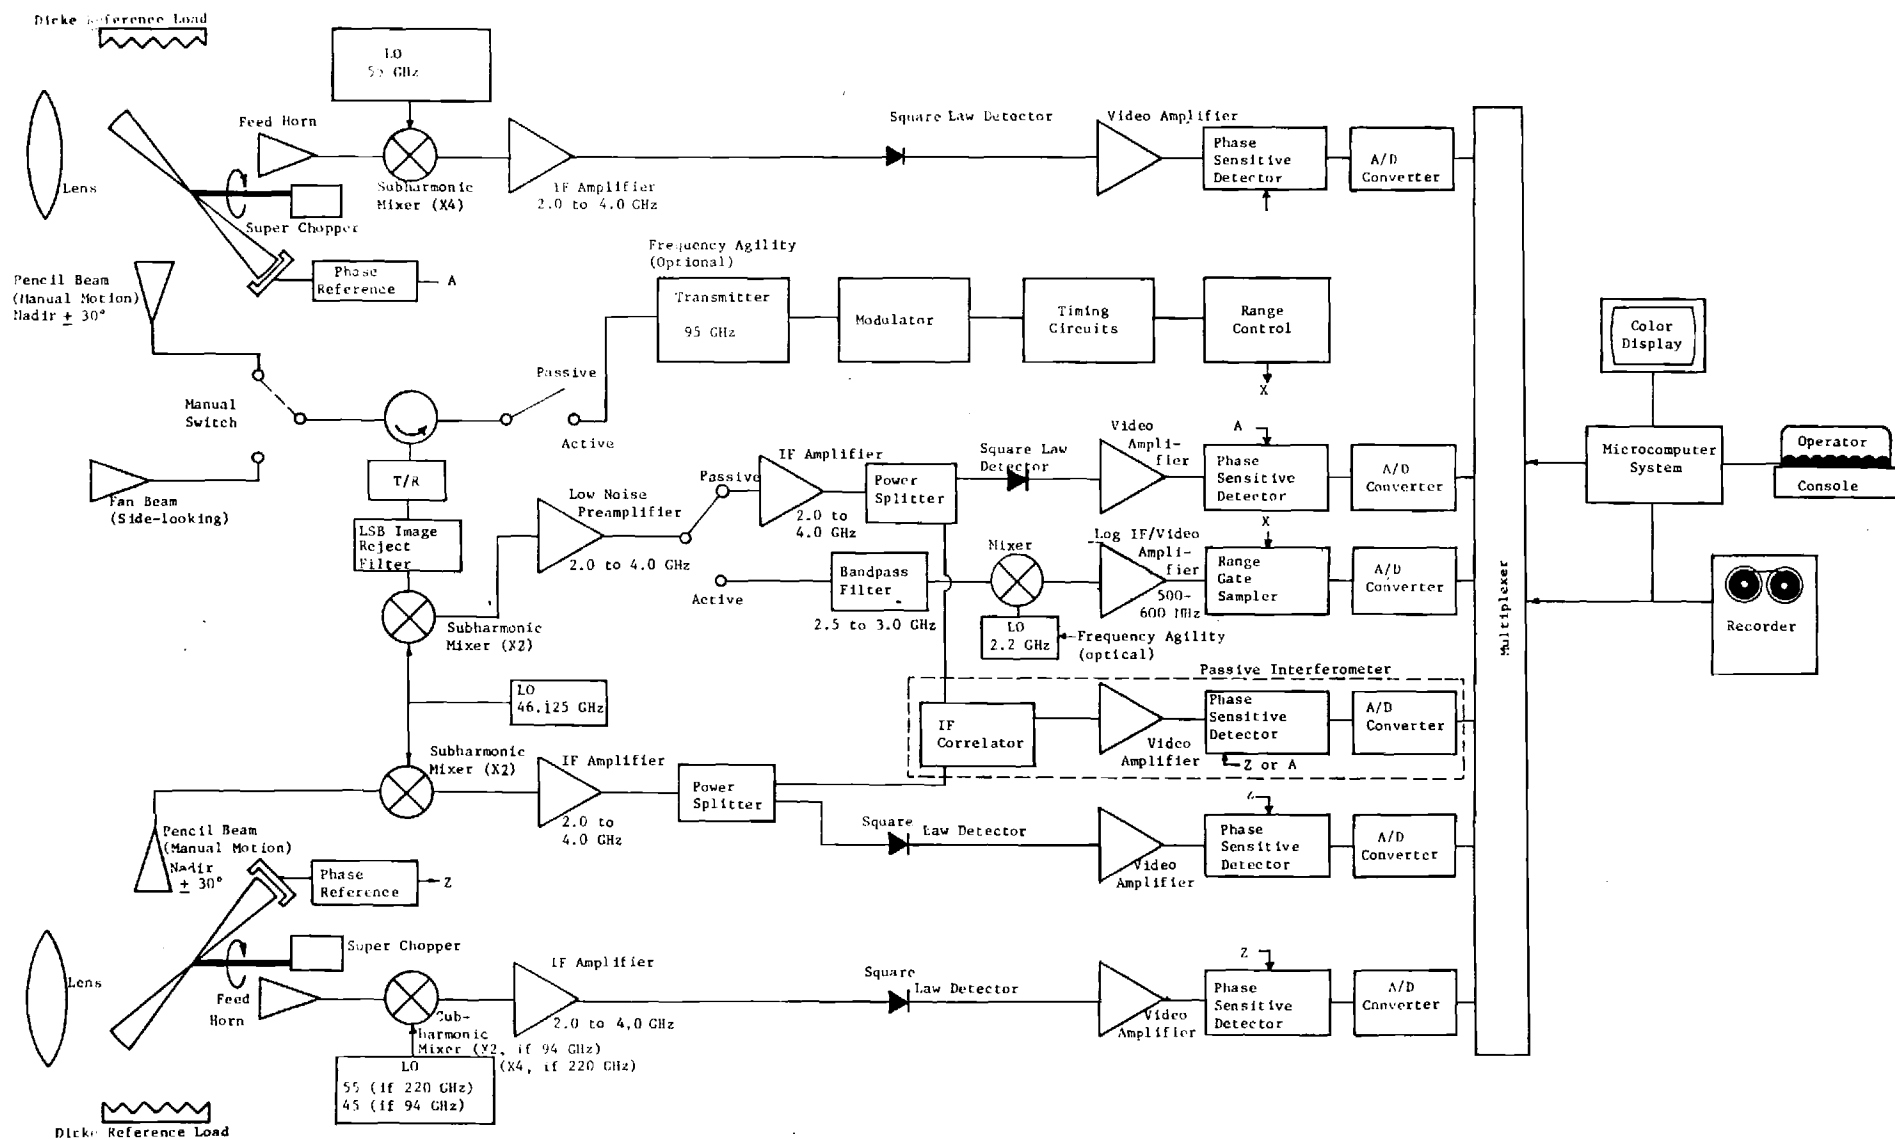 Dicke Reference Load
LO
55 GHz
Feed Horn
Lens
Subharmonic
Mixer (X4)
Super Chopper
IF Amplifier
2.0 to 4.0 GHz
Square Law Detector
Video Amplifier
Phase
Sensitive
Detector
A/D
Converter
Pencil Beam
(Manual Motion)
Nadir ± 30°
Phase
Reference
A
Frequency Agility
(Optional)
Transmitter
95 GHz
Modulator
Timing
Circuits
Range
Control
X
Manual
Switch
Passive
Active
Fan Beam
(Side-looking)
T/R
LSB Image
Reject
Filter
Subharmonic
Mixer (X2)
Low Noise
Preamplifier
2.0 to 4.0 GHz
Passive
Active
IF Amplifier
2.0 to
4.0 GHz
Power
Splitter
Square Law
Detector
Video
Ampli-
fier
A
Phase
Sensitive
Detector
A/D
Converter
Bandpass
Filter
2.5 to 3.0 GHz
Mixer
LO
2.2 GHz
Frequency Agility
(optical)
Log IF/Video
Ampli-
fier
500-
600 MHz
X
Range
Gate
Sampler
A/D
Converter
LO
46.125 GHz
Passive Interferometer
IF
Correlator
Video
Amplifier
Phase
Sensitive
Detector
Z or A
A/D
Converter
Subharmonic
Mixer (X2)
IF Amplifier
2.0 to
4.0 GHz
Power
Splitter
Square Law Detector
Video
Amplifier
Z
Phase
Sensitive
Detector
A/D
Converter
Pencil Beam
(Manual Motion)
Nadir
± 30°
Phase
Reference
Z
Super Chopper
Lens
Feed
Horn
Sub-
harmonic
Mixer (X2, if 94 GHz)
(X4, if 220 GHz)
LO
55 (if 220 GHz)
45 (if 94 GHz)
Dicke Reference Load
IF Amplifier
2.0 to 4.0 GHz
Square Law Detector
Video
Amplifier
Z
Phase
Sensitive
Detector
A/D
Converter
Multiplexer
Color
Display
Microcomputer
System
Operator
Console
Recorder